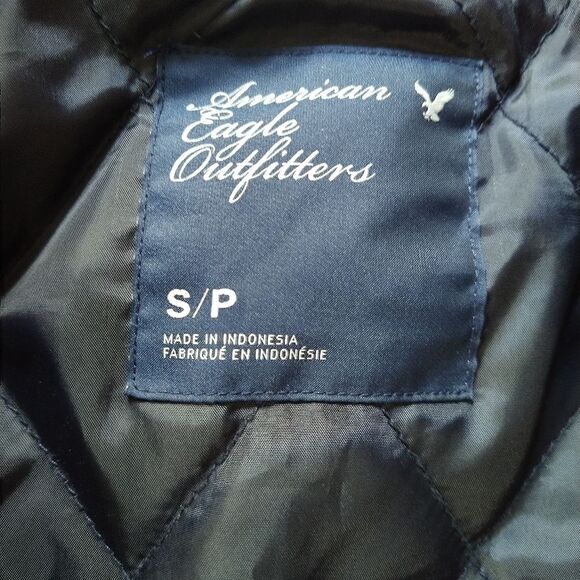 American
Eagle
Outfitters
S/P
MADE IN INDONESIA
FABRIQUÉ EN INDONÉSIE